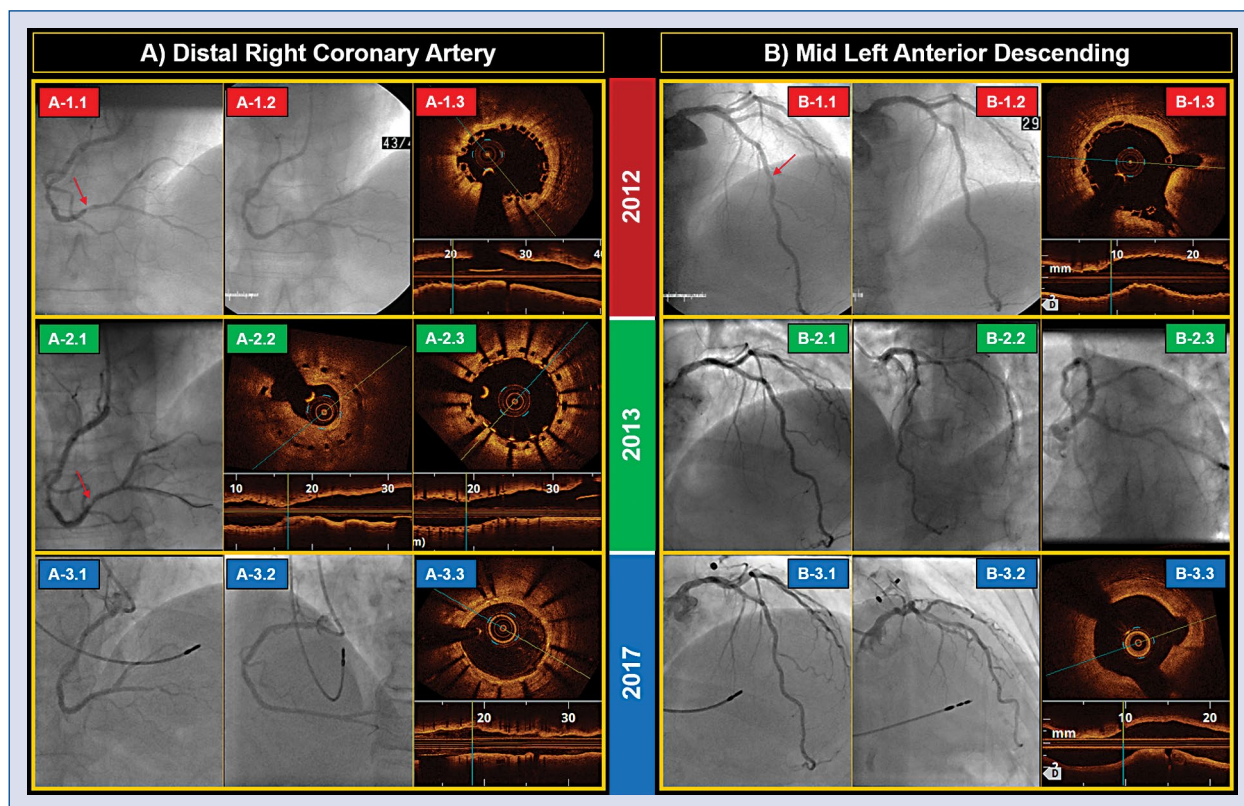 A) Distal Right Coronary Artery
B) Mid Left Anterior Descending
A-1.1
A-1.2
43/
A-1.3
20 30 40
2012
B-1.1
B-1.2
29
B-1.3
mm
10 20
D
A-2.1
A-2.2
10 20 30
A-2.3
m)
20 30
2013
B-2.1
B-2.2
B-2.3
A-3.1
A-3.2
A-3.3
20 30
2017
B-3.1
B-3.2
B-3.3
mm
10 20
D